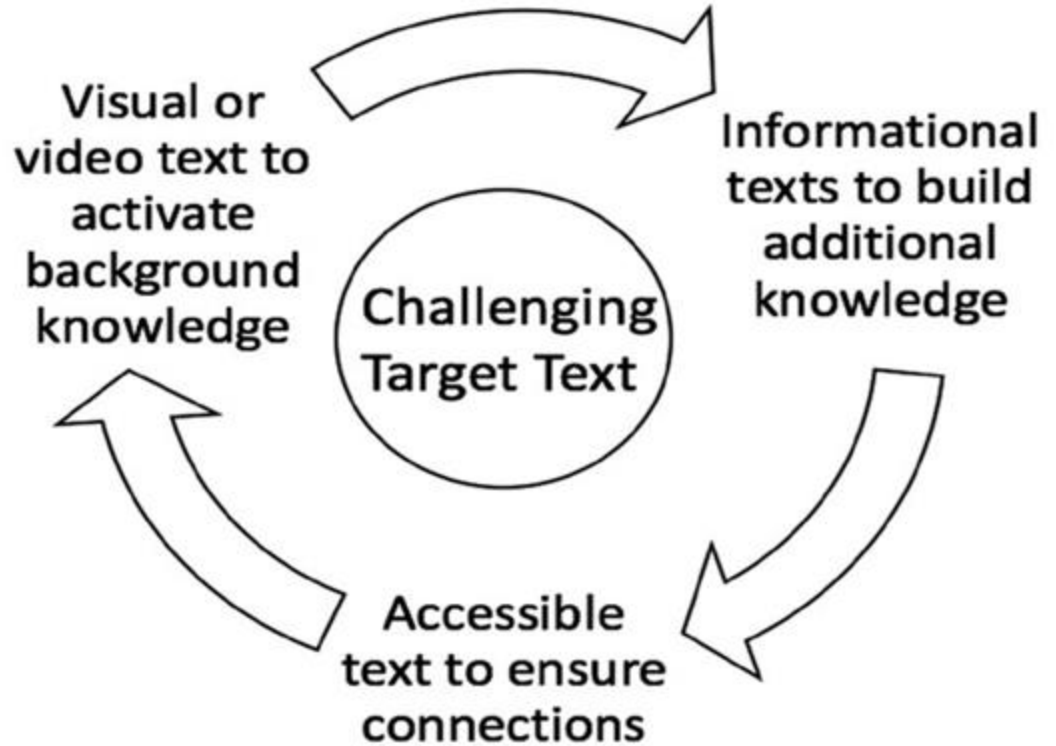 Visual or
video text to
activate
background
knowledge
Informational
texts to build
additional
knowledge
Challenging
Target Text
Accessible
text to ensure
connections